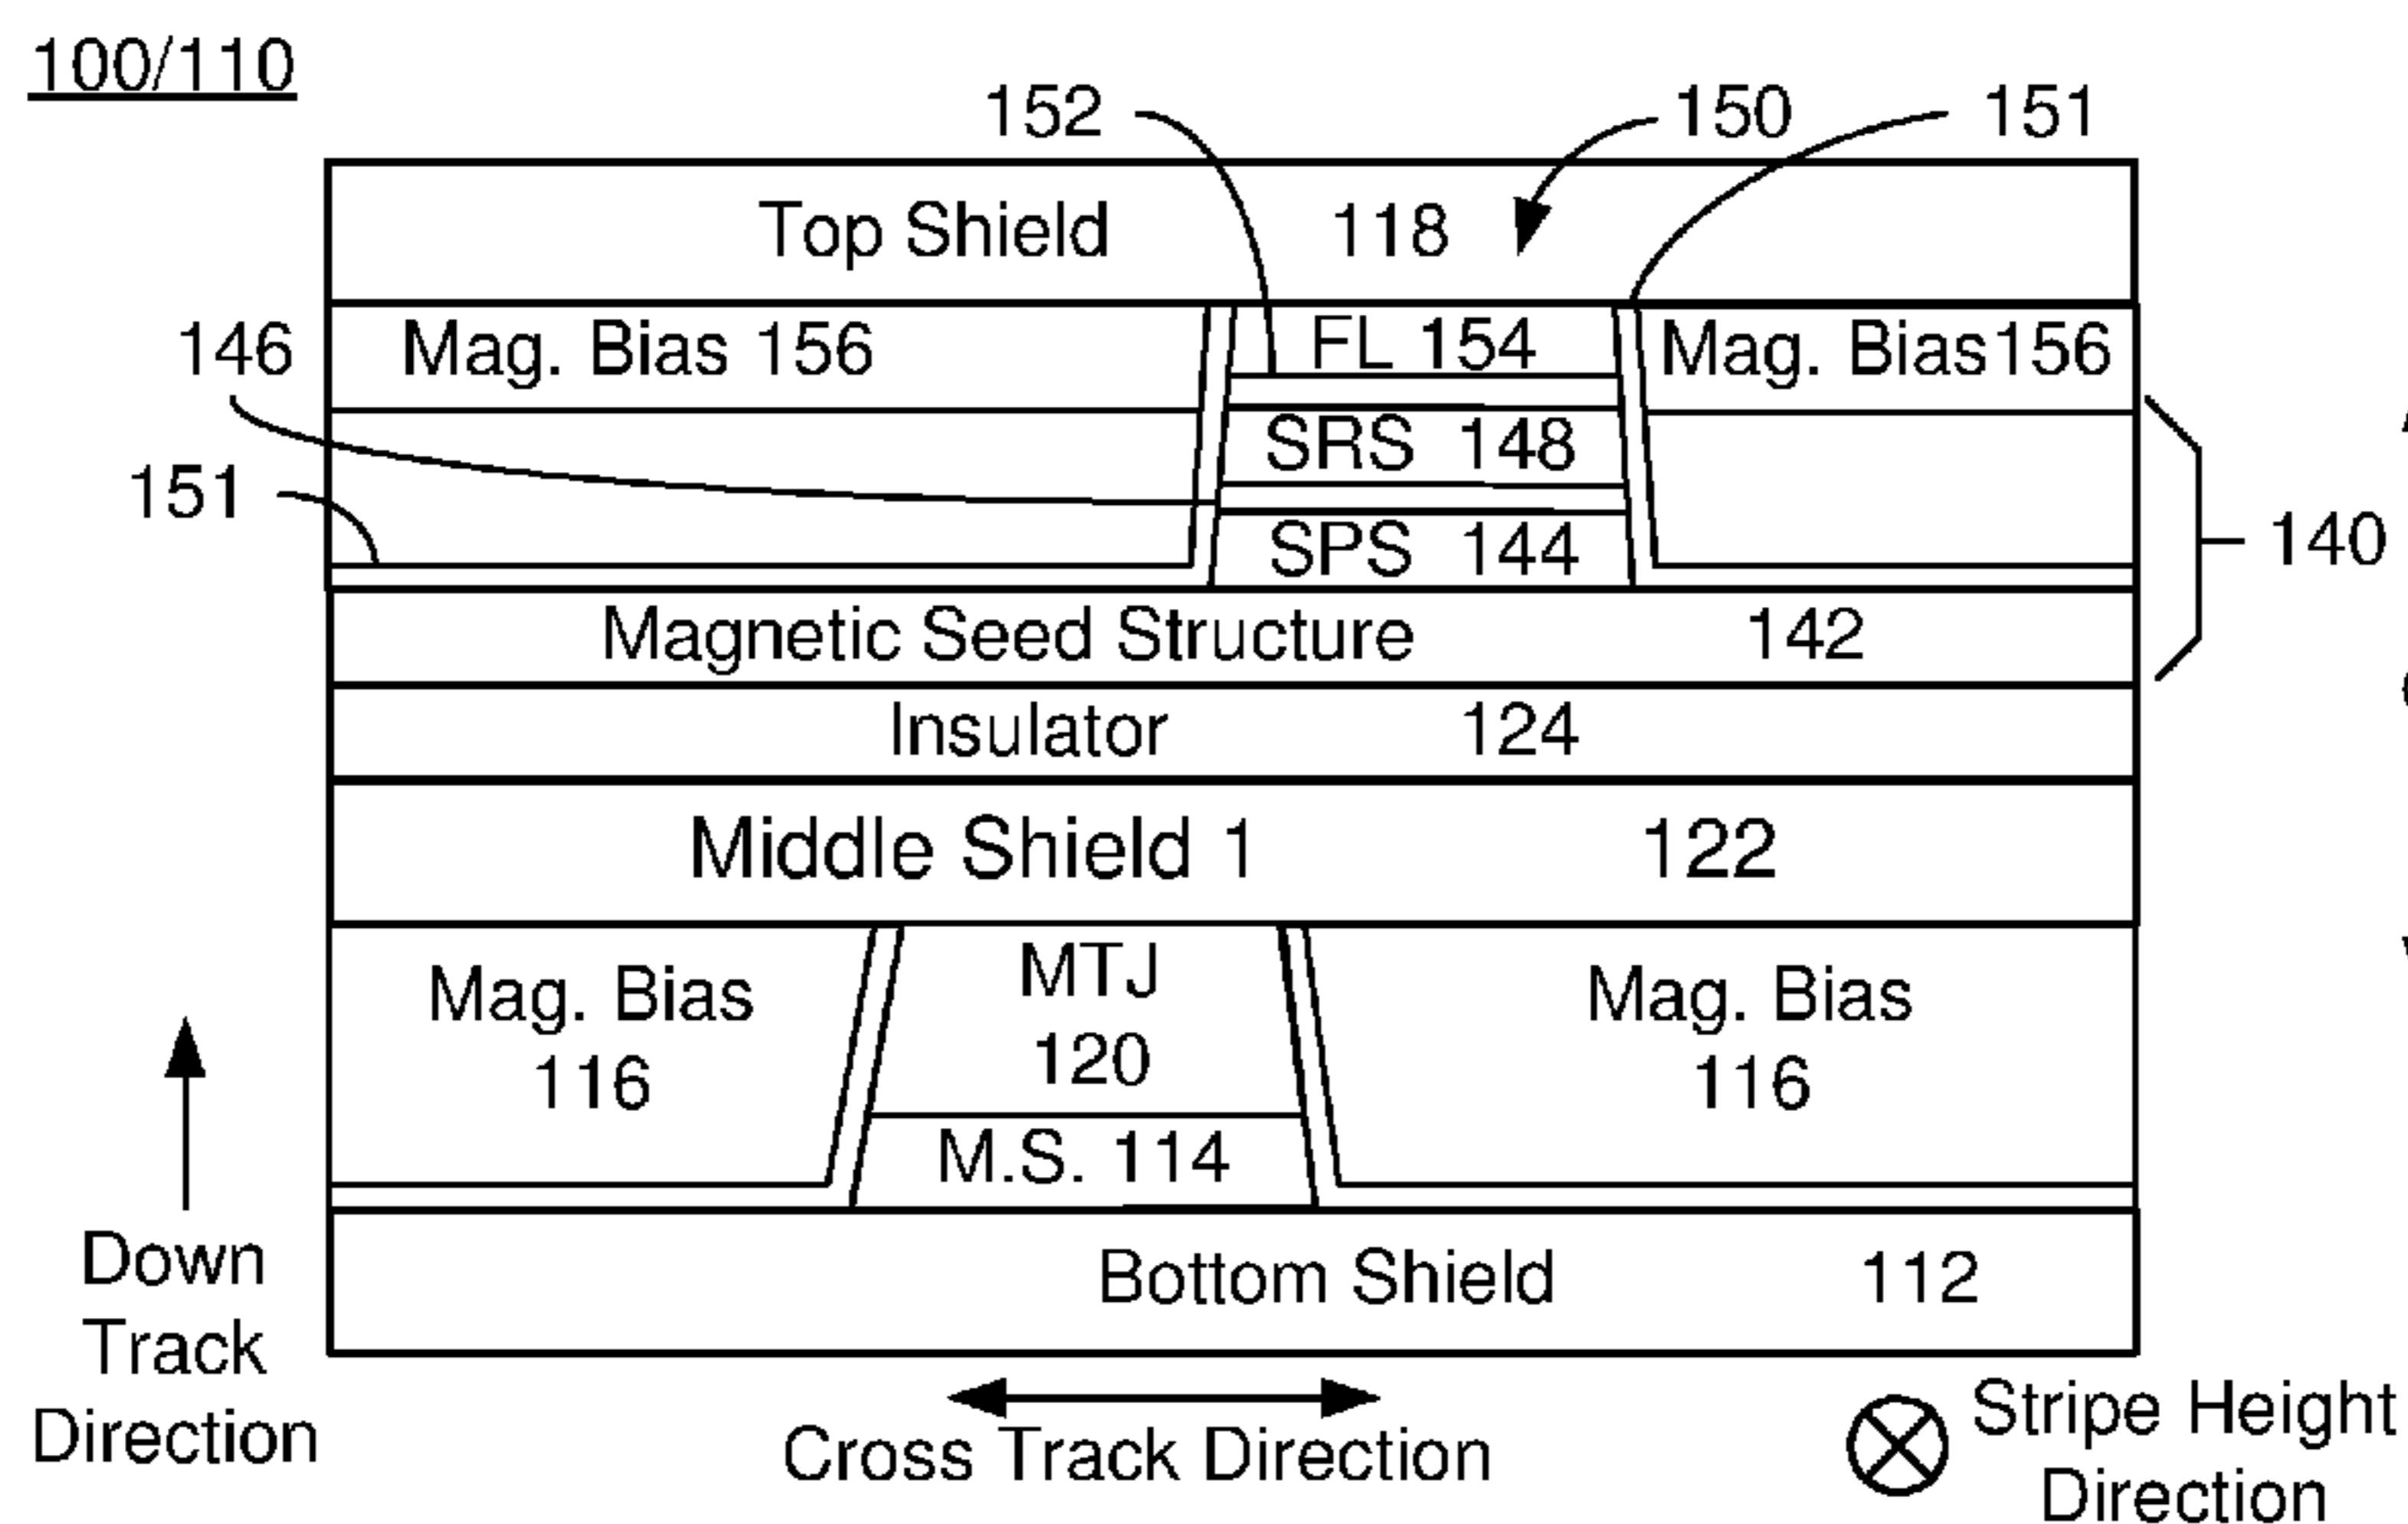 100/110
152
150
151
Top Shield 118
146
Mag. Bias 156
FL 154
Mag. Bias156
SRS 148
151
SPS 144
140
Magnetic Seed Structure 142
Insulator 124
Middle Shield 1 122
Mag. Bias
116
MTJ
120
Mag. Bias
116
M.S. 114
Bottom Shield 112
Down
Track
Direction
Cross Track Direction
Stripe Height
Direction